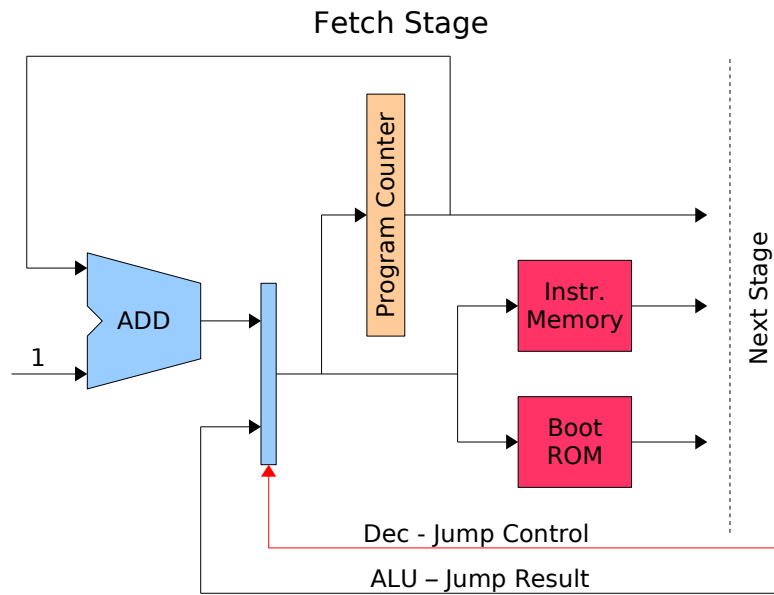 Fetch Stage
Program Counter
Instr.
Memory
ADD
1
Next Stage
Boot
ROM
Dec - Jump Control
ALU – Jump Result